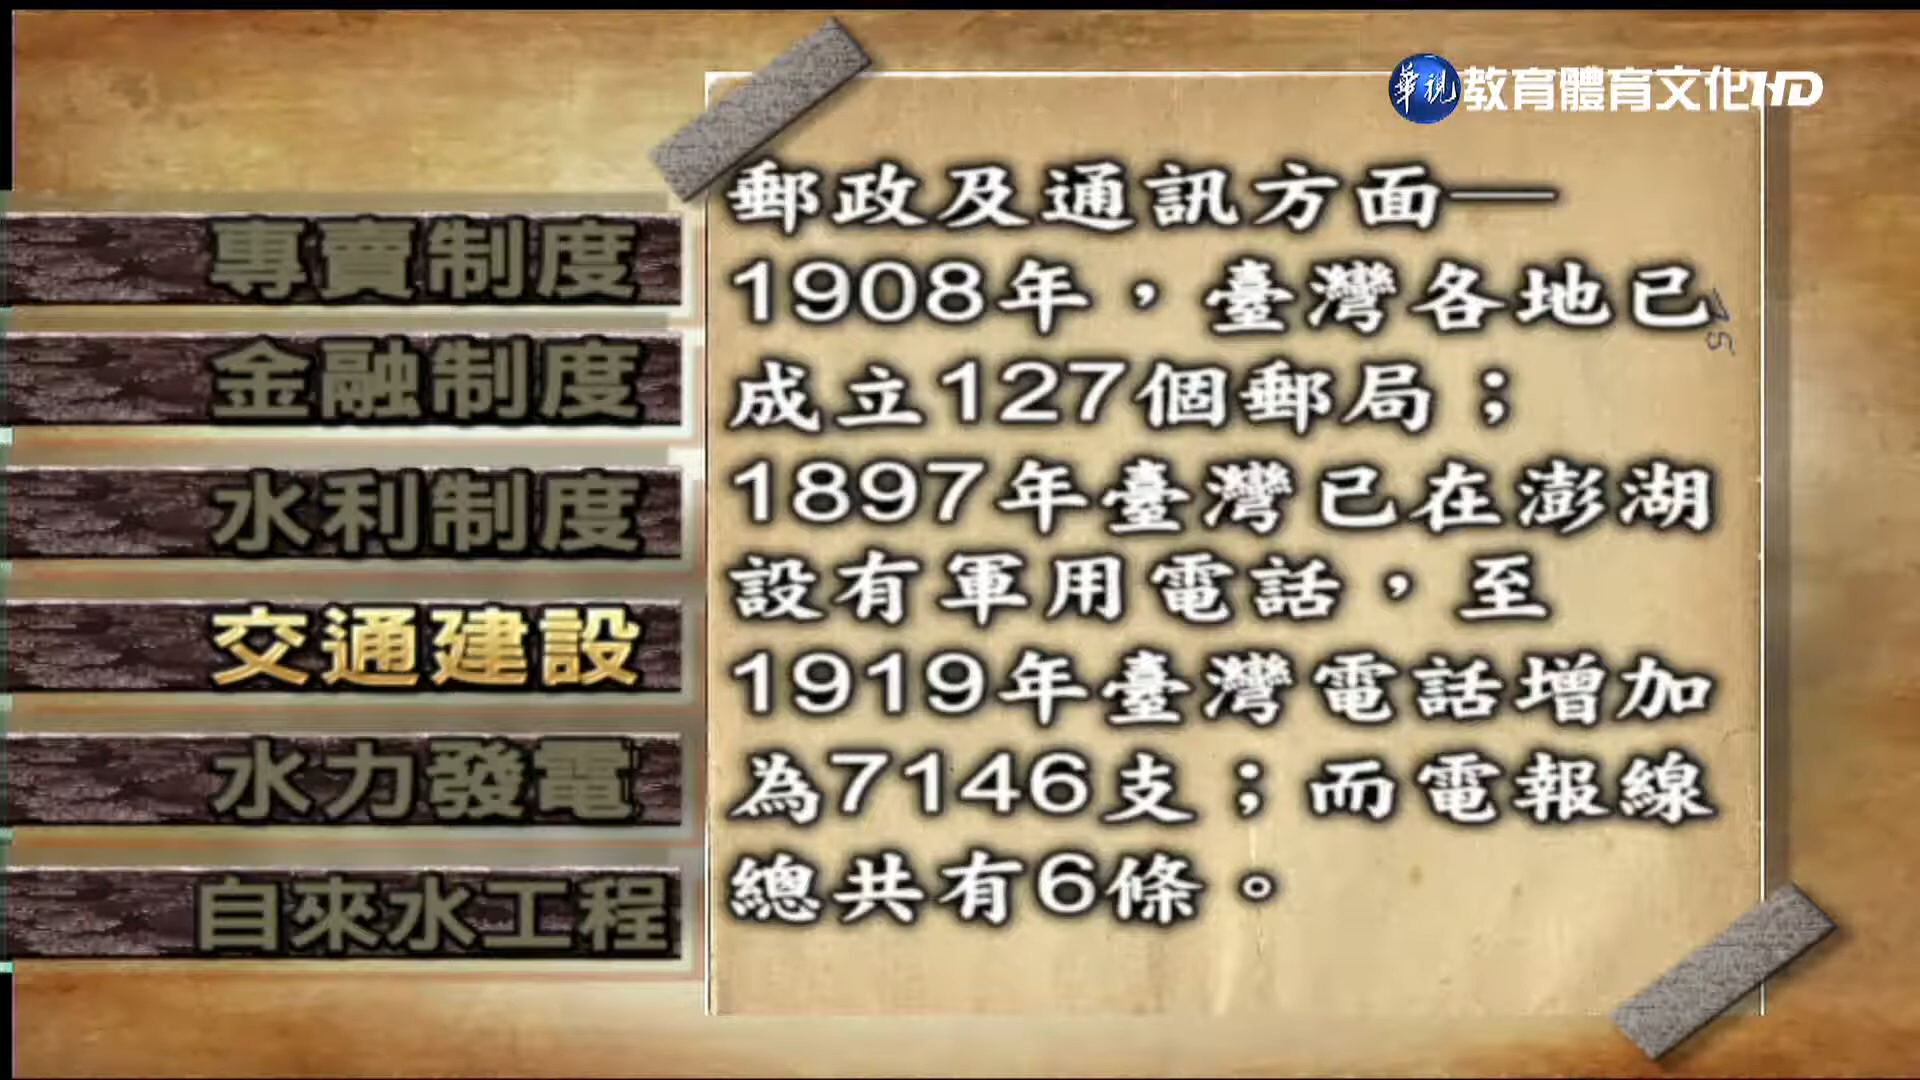 華視 教育體育文化HD
專賣制度
金融制度
水利制度
交通建設
水力發電
自來水工程
郵政及通訊方面—
1908年，臺灣各地已
成立127個郵局；
1897年臺灣已在澎湖
設有軍用電話，至
1919年臺灣電話增加
為7146支；而電報線
總共有6條。
75